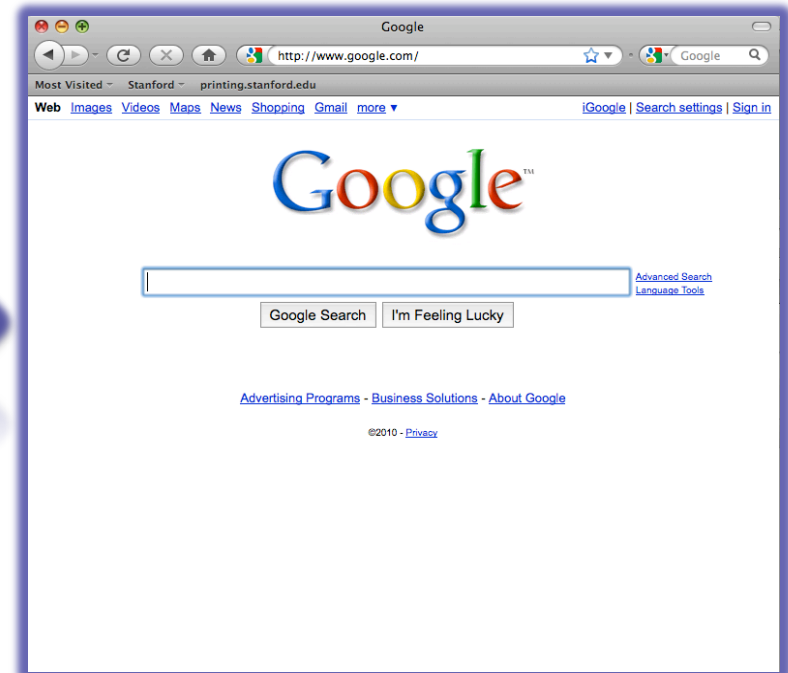 Google
http://www.google.com/ Google
Most Visited Stanford printing.stanford.edu
Web Images Videos Maps News Shopping Gmail more ▼ iGoogle | Search settings | Sign in
Google™
Advanced Search
Language Tools
Google Search I'm Feeling Lucky
Advertising Programs - Business Solutions - About Google
©2010 - Privacy